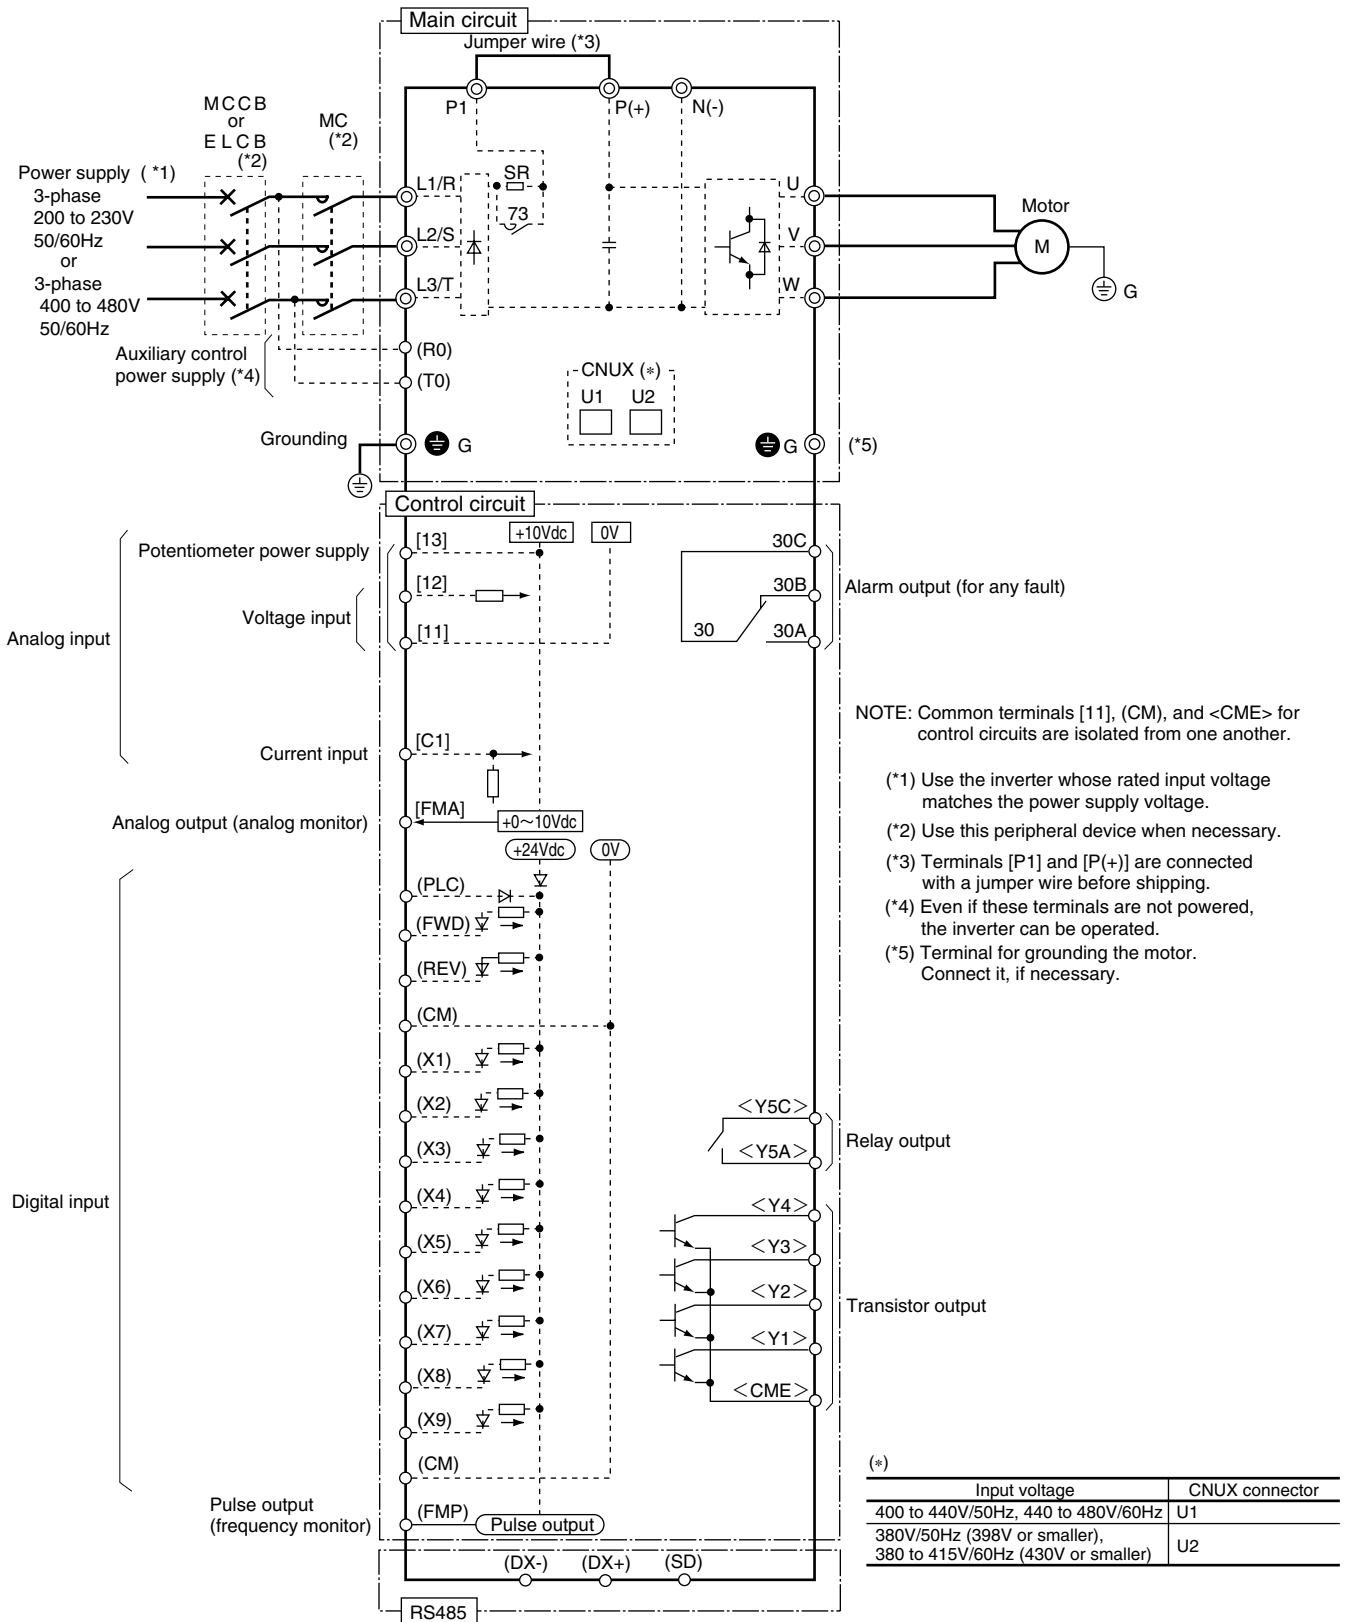 Main circuit
Jumper wire (*3)
P1
P(+)
N(-)
MCCB
or
ELCB
(*2)
MC
(*2)
Power supply (*1)
3-phase
200 to 230V
50/60Hz
or
3-phase
400 to 480V
50/60Hz
L1/R
L2/S
L3/T
SR
73
U
V
W
Motor
M
G
Auxiliary control
power supply (*4)
(R0)
(T0)
CNUX (*)
U1 U2
Grounding
G
G
(*5)
Control circuit
Analog input
Potentiometer power supply
[13]
+10Vdc
0V
Voltage input
[12]
[11]
30C
30B
30
30A
Alarm output (for any fault)
Current input
[C1]
Analog output (analog monitor)
[FMA]
+0～10Vdc
+24Vdc
0V
NOTE: Common terminals [11], (CM), and <CME> for
control circuits are isolated from one another.
(*1) Use the inverter whose rated input voltage
matches the power supply voltage.
(*2) Use this peripheral device when necessary.
(*3) Terminals [P1] and [P(+)] are connected
with a jumper wire before shipping.
(*4) Even if these terminals are not powered,
the inverter can be operated.
(*5) Terminal for grounding the motor.
Connect it, if necessary.
Digital input
(PLC)
(FWD)
(REV)
(CM)
(X1)
(X2)
(X3)
(X4)
(X5)
(X6)
(X7)
(X8)
(X9)
(CM)
<Y5C>
<Y5A>
Relay output
<Y4>
<Y3>
<Y2>
<Y1>
<CME>
Transistor output
Pulse output
(frequency monitor)
(FMP)
Pulse output
(DX-) (DX+) (SD)
RS485
(*)
Input voltage CNUX connector
400 to 440V/50Hz, 440 to 480V/60Hz U1
380V/50Hz (398V or smaller),
380 to 415V/60Hz (430V or smaller) U2